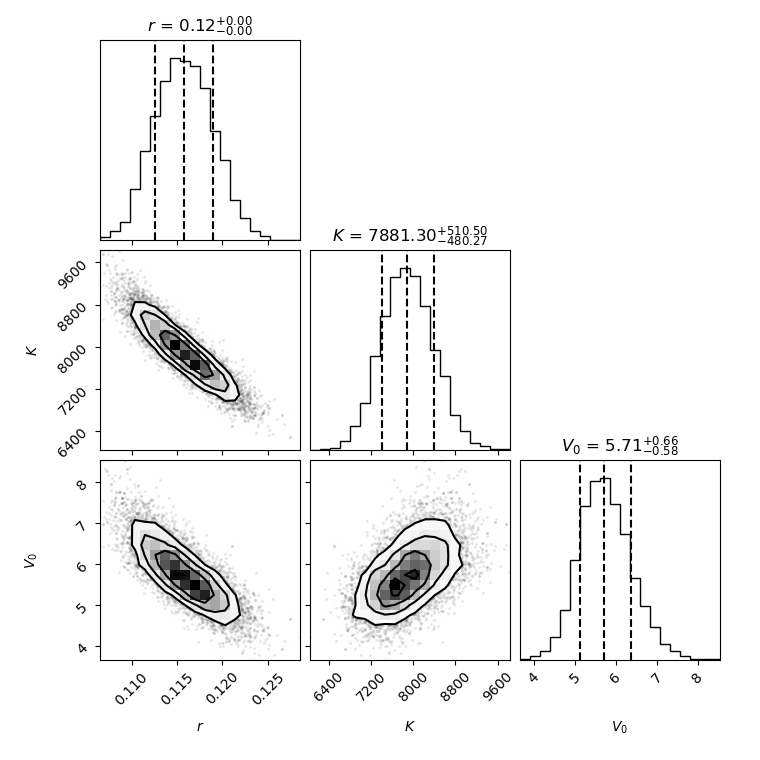 r = 0.12+0.00−0.00
K = 7881.30+510.50−480.27
9600
8800
8000
7200
6400
K
V0 = 5.71+0.66−0.58
8
7
6
5
4
V0
0.110 0.115 0.120 0.125
6400 7200 8000 8800 9600
4 5 6 7 8
r K V0